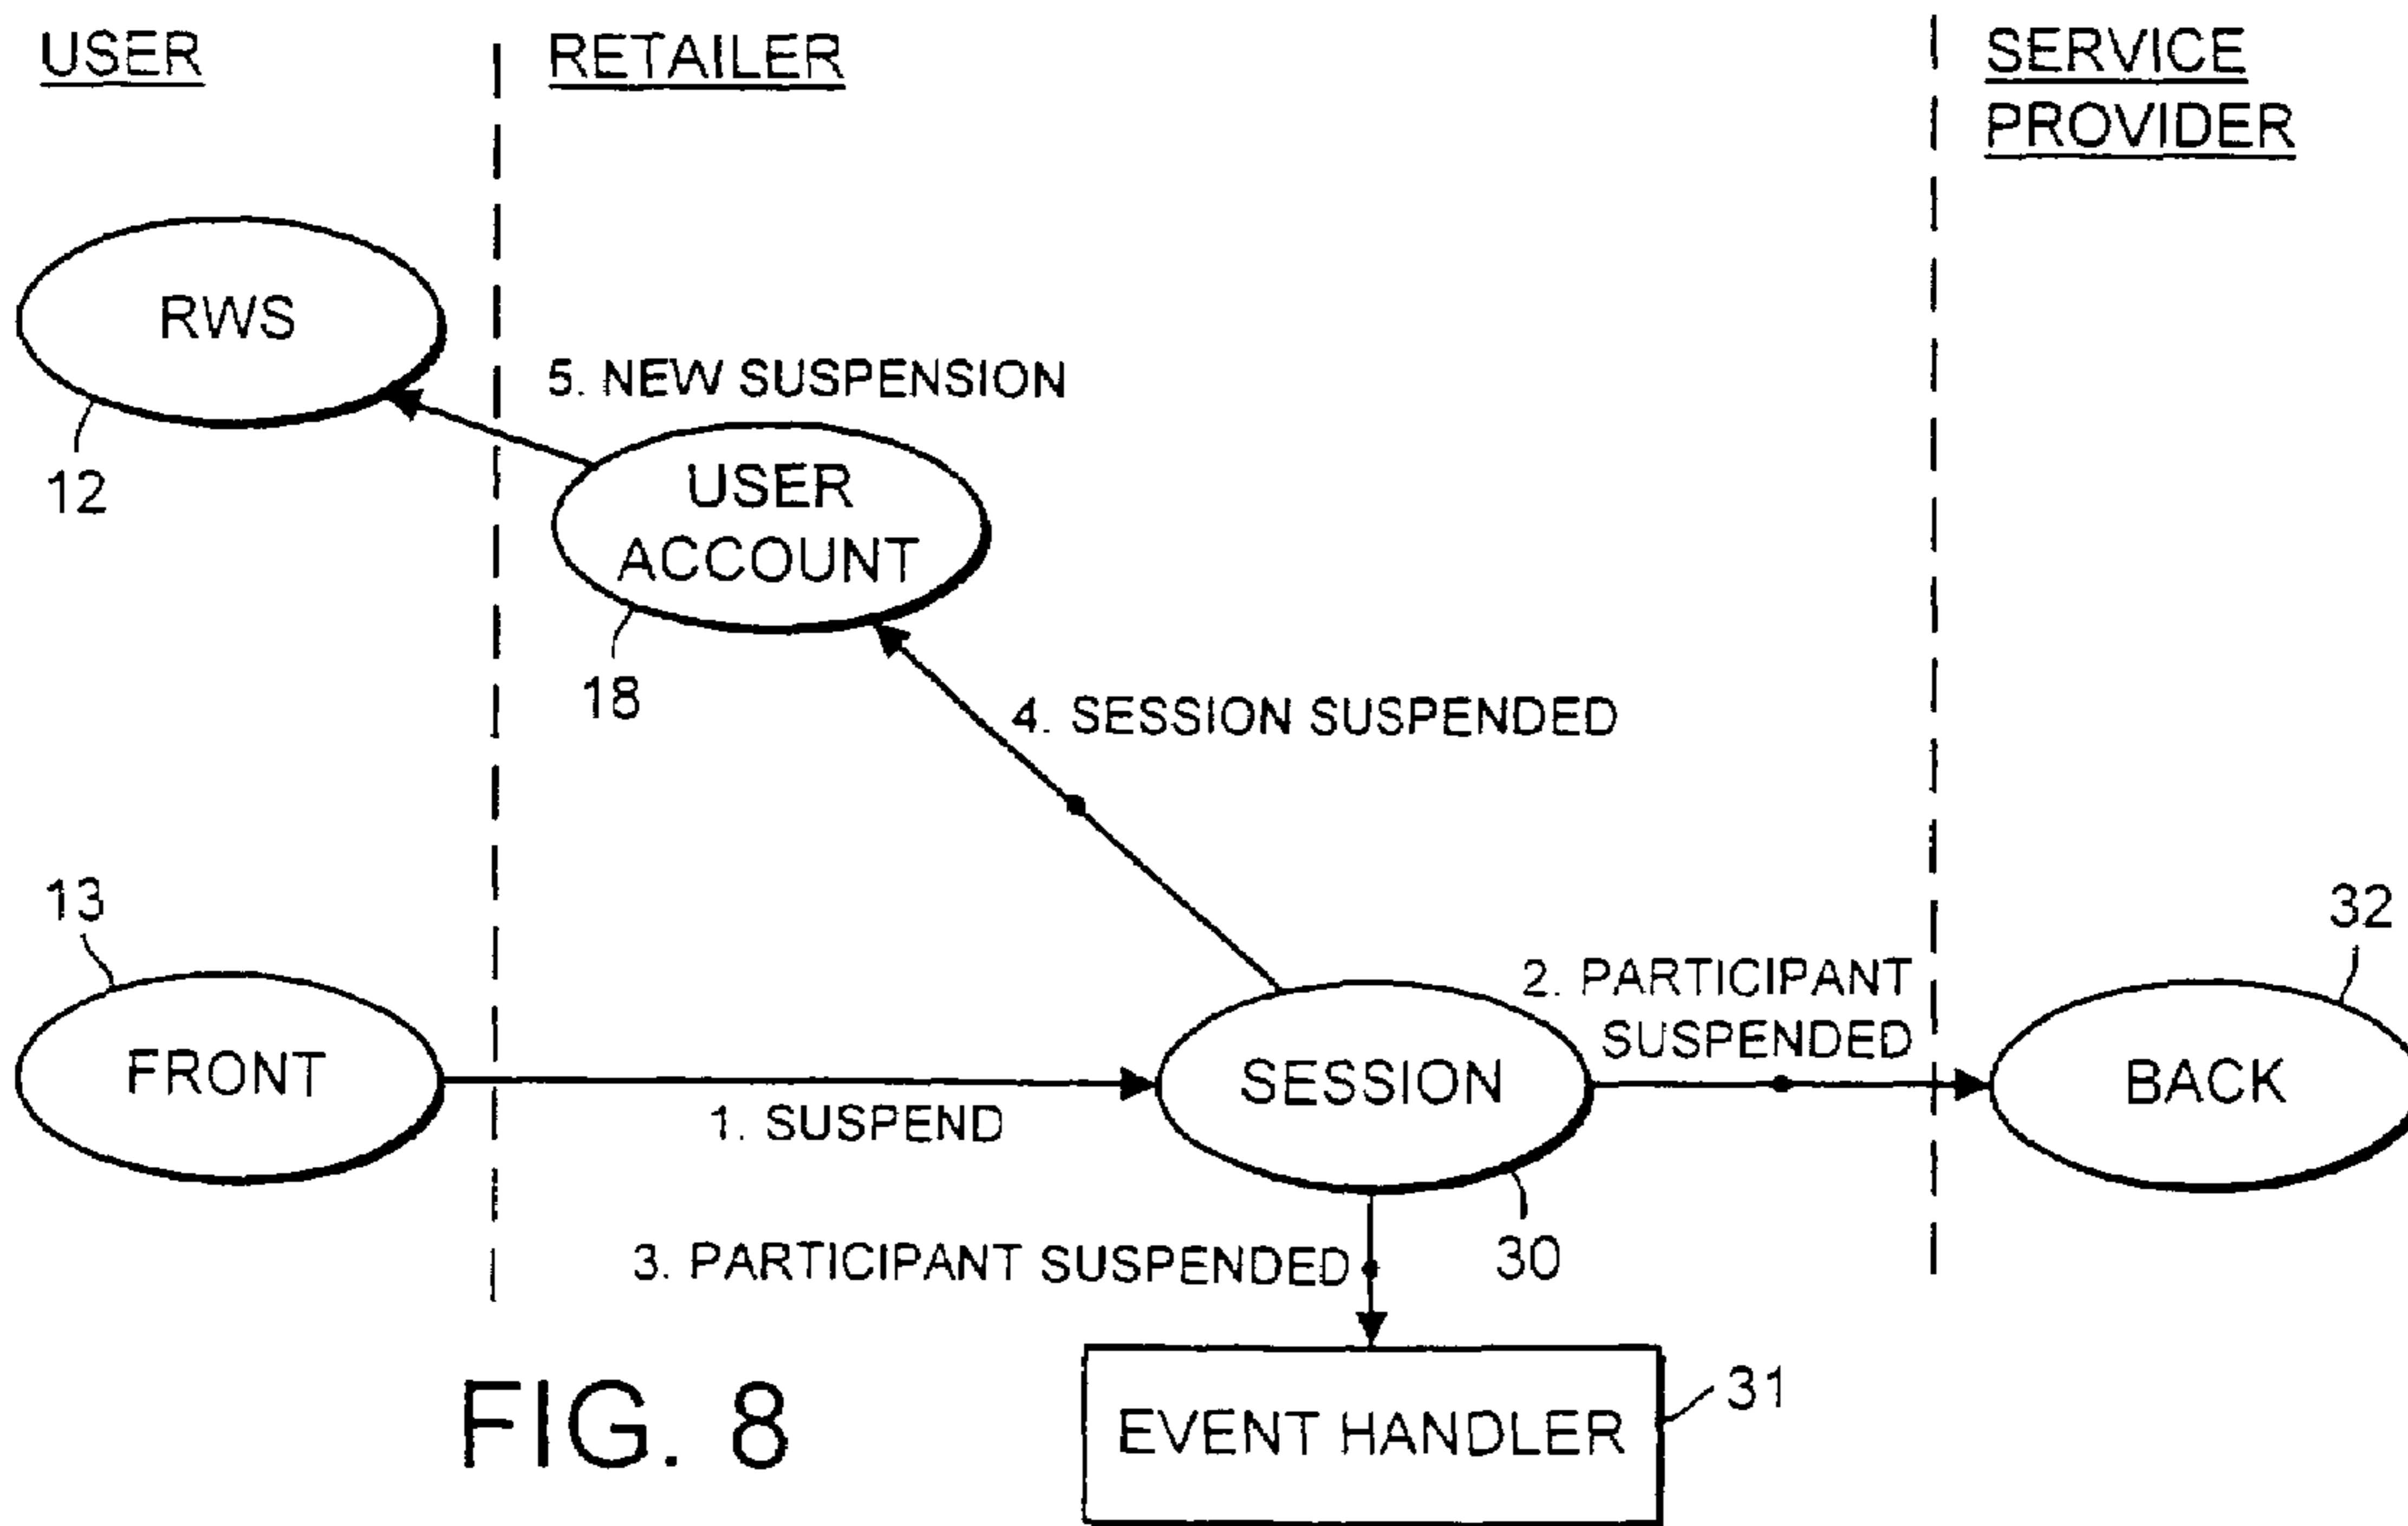 USER
RETAILER
SERVICE
PROVIDER
RWS
5. NEW SUSPENSION
12
USER
ACCOUNT
18
4. SESSION SUSPENDED
13
32
2. PARTICIPANT
SUSPENDED
FRONT
SESSION
BACK
1. SUSPEND
3. PARTICIPANT SUSPENDED
30
31
EVENT HANDLER
FIG. 8